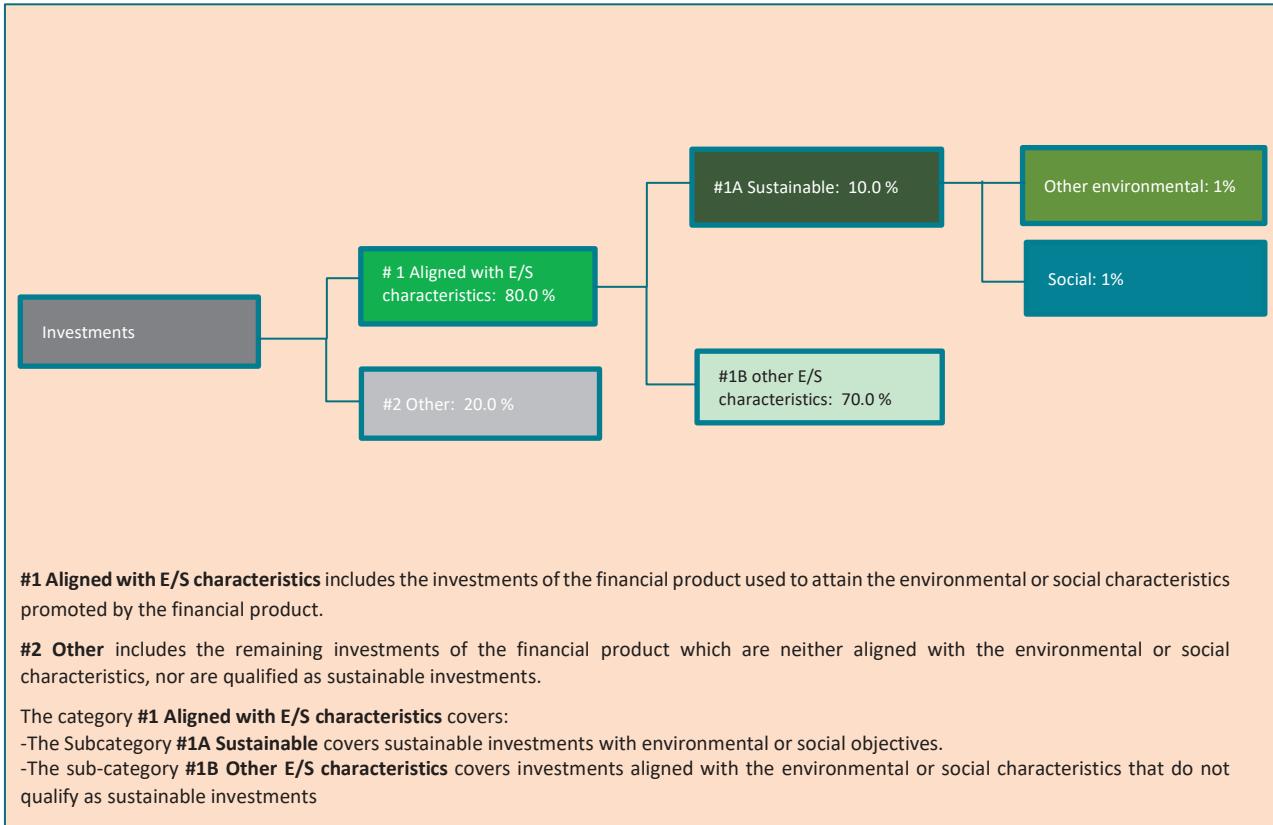 #1A Sustainable: 10.0 %
Other environmental: 1%
# 1 Aligned with E/S
characteristics: 80.0 %
Social: 1%
Investments
#2 Other: 20.0 %
#1B other E/S
characteristics: 70.0 %
#1 Aligned with E/S characteristics includes the investments of the financial product used to attain the environmental or social characteristics
promoted by the financial product.
#2 Other includes the remaining investments of the financial product which are neither aligned with the environmental or social
characteristics, nor are qualified as sustainable investments.
The category #1 Aligned with E/S characteristics covers:
-The Subcategory #1A Sustainable covers sustainable investments with environmental or social objectives.
-The sub-category #1B Other E/S characteristics covers investments aligned with the environmental or social characteristics that do not
qualify as sustainable investments